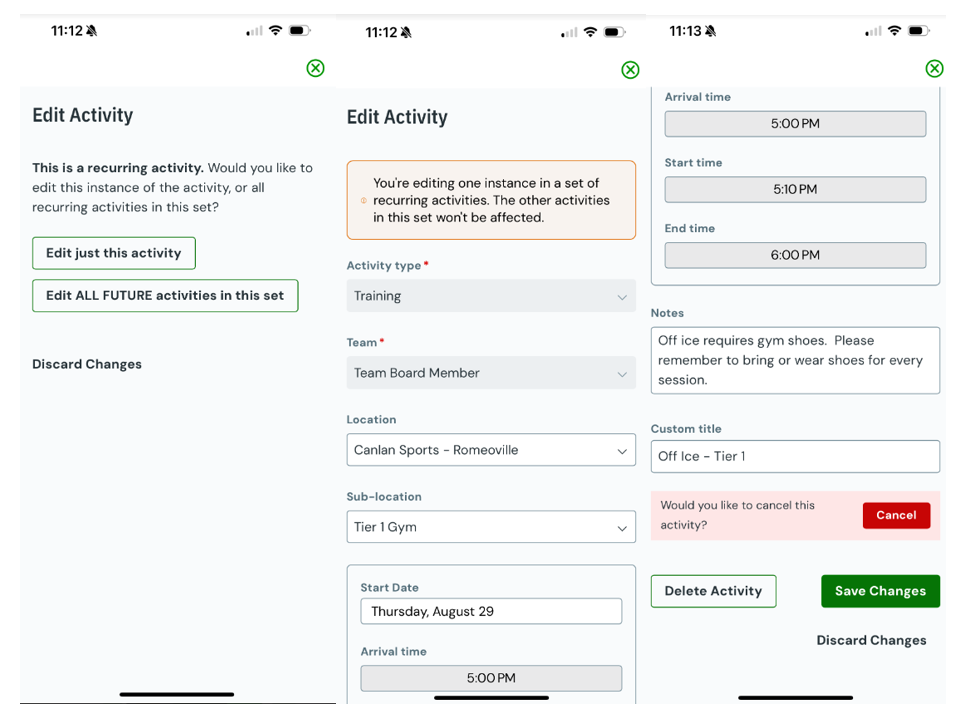 11:12
Edit Activity
This is a recurring activity. Would you like to
edit this instance of the activity, or all
recurring activities in this set?
Edit just this activity
Edit ALL FUTURE activities in this set
Discard Changes
11:12
Edit Activity
You're editing one instance in a set of
recurring activities. The other activities
in this set won't be affected.
Activity type*
Training
Team*
Team Board Member
Location
Canlan Sports - Romeoville
Sub-location
Tier 1 Gym
Start Date
Thursday, August 29
Arrival time
5:00 PM
11:13
Arrival time
5:00 PM
Start time
5:10 PM
End time
6:00 PM
Notes
Off ice requires gym shoes. Please
remember to bring or wear shoes for every
session.
Custom title
Off Ice - Tier 1
Would you like to cancel this
activity?
Cancel
Delete Activity
Save Changes
Discard Changes